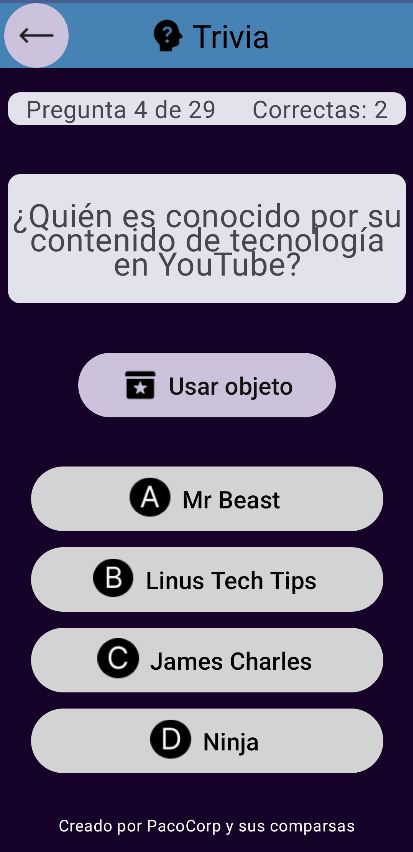 Trivia
Pregunta 4 de 29 Correctas: 2
¿Quién es conocido por su
contenido de tecnología
en YouTube?
Usar objeto
A Mr Beast
B Linus Tech Tips
C James Charles
D Ninja
Creado por PacoCorp y sus comparsas